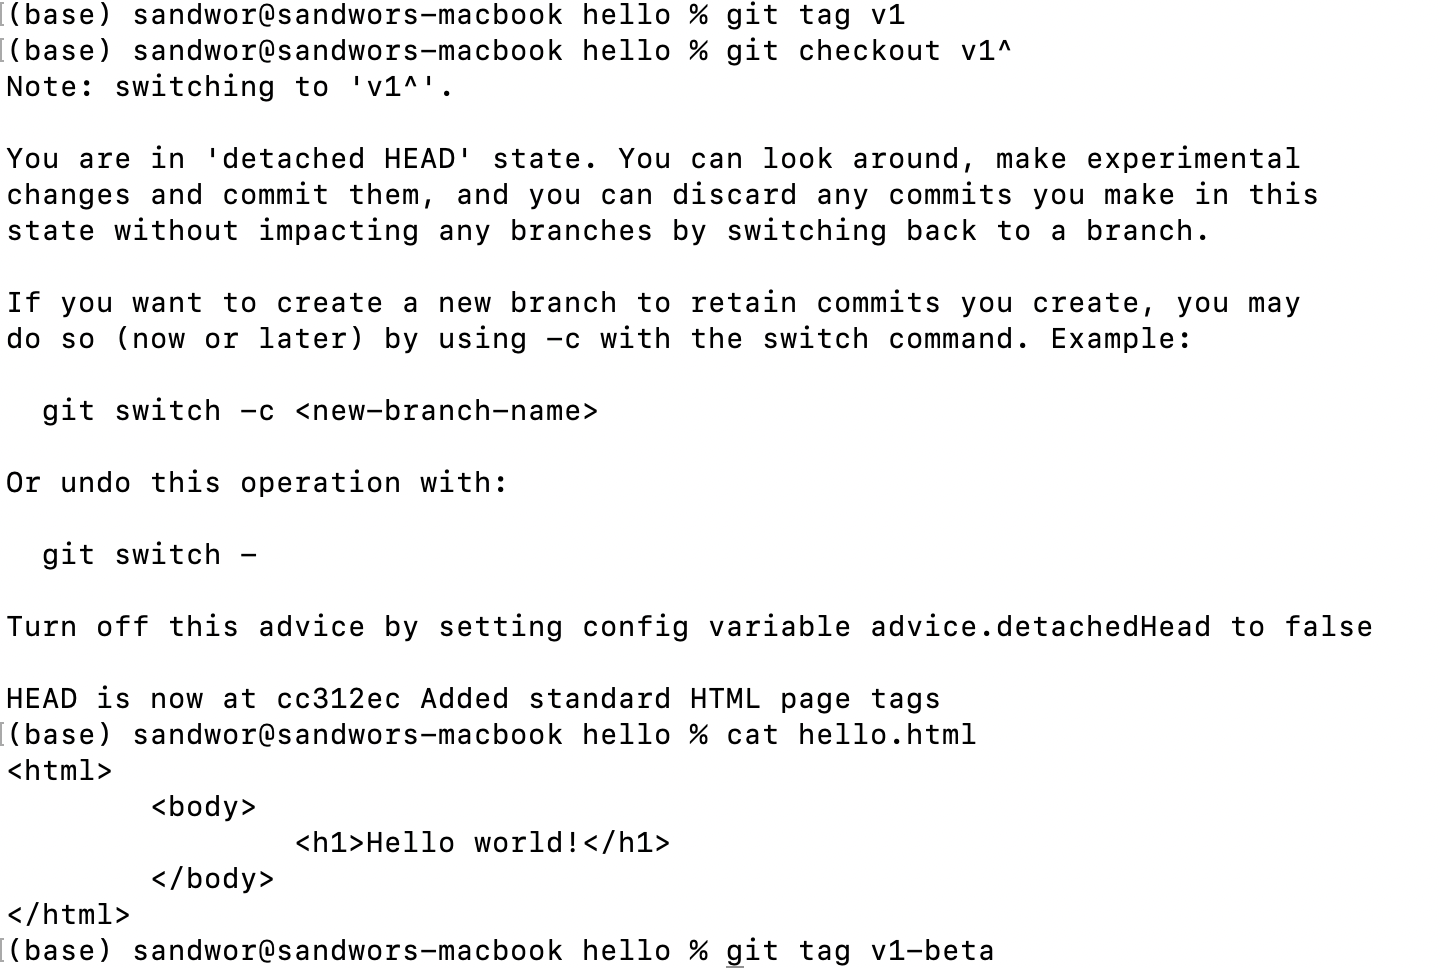 (base) sandwor@sandwors-macbook hello % git tag v1
[(base) sandwor@sandwors-macbook hello % git checkout v1^
Note: switching to 'v1^'.

You are in 'detached HEAD' state. You can look around, make experimental
changes and commit them, and you can discard any commits you make in this
state without impacting any branches by switching back to a branch.

If you want to create a new branch to retain commits you create, you may
do so (now or later) by using -c with the switch command. Example:

  git switch -c <new-branch-name>

Or undo this operation with:

  git switch -

Turn off this advice by setting config variable advice.detachedHead to false

HEAD is now at cc312ec Added standard HTML page tags
[(base) sandwor@sandwors-macbook hello % cat hello.html
<html>
        <body>
                <h1>Hello world!</h1>
        </body>
</html>
[(base) sandwor@sandwors-macbook hello % git tag v1-beta